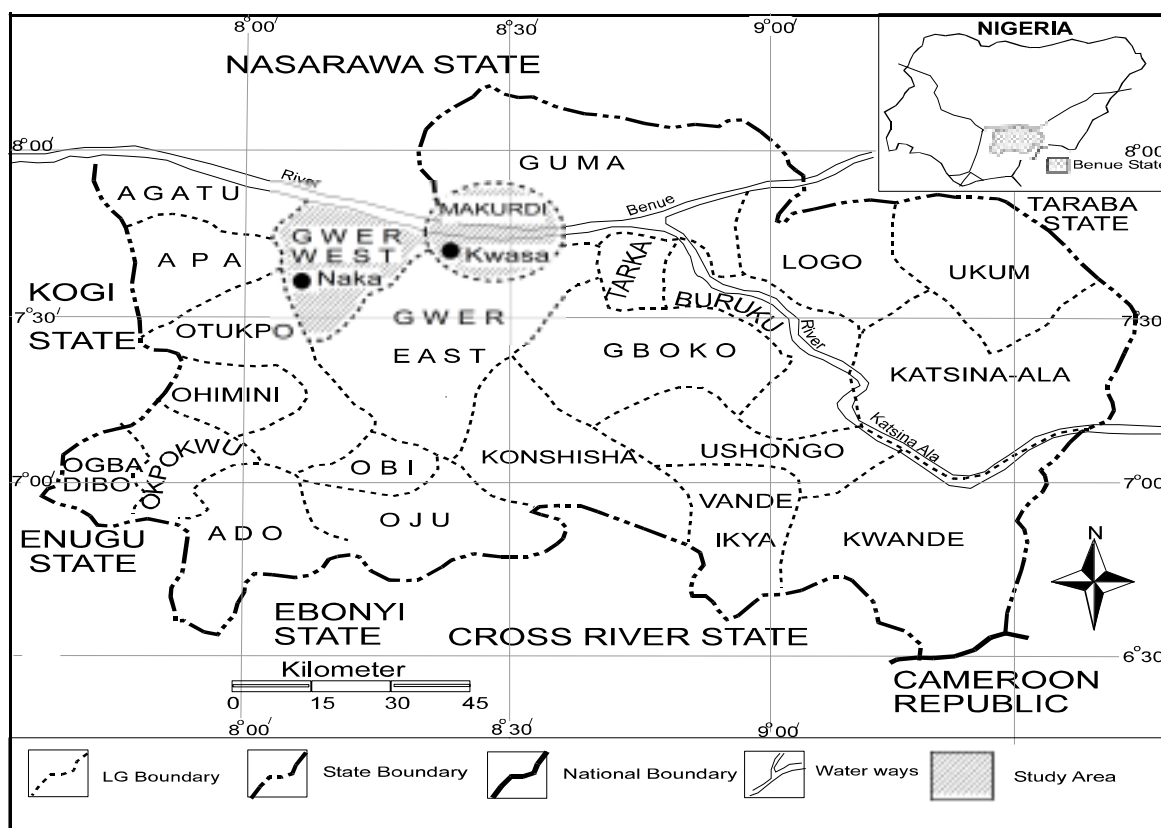 8°00'
8°30'
9°00'
NIGERIA
Benue State
NASARAWA STATE
8°00'
8°00'
GUMA
TARABA
STATE
AGATU
River
Benue
MAKURDI
Kwasa
GWER
WEST
Naka
APA
TARKA
LOGO
UKUM
KOGI
STATE
7°30'
7°30'
OTUKPO
GWER
EAST
BURUKU
River
GBOKO
KATSINA-ALA
OHIMINI
OGBA
DIBO
OKPOKWU
OBI
KONSHISHA
USHONGO
Katsina Ala
7°00'
7°00'
VANDE
IKYA
KWANDE
ADO
OJU
ENUGU
STATE
N
EBONYI
STATE
CROSS RIVER STATE
6°30'
CAMEROON
REPUBLIC
Kilometer
0 15 30 45
8°00'
8°30'
9°00'
LG Boundary
State Boundary
National Boundary
Water ways
Study Area